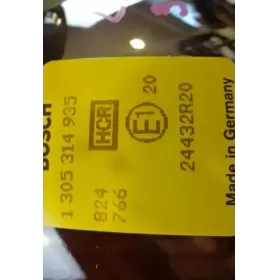 BOSCH
1 305 314 935
824 HCR
766 E1 20
24432R20
Made in Germany